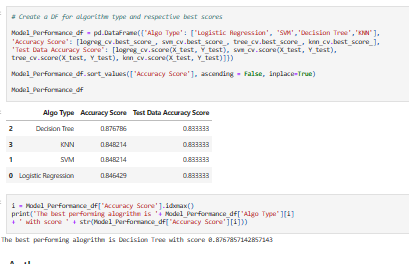 # Create a DF for algorithm type and respective best scores
Model_Performance_df = pd.DataFrame({'Algo Type': ['Logistic Regression', 'SVM','Decision Tree','KNN'],
'Accuracy Score': [logreg_cv.best_score_, svm_cv.best_score_, tree_cv.best_score_, knn_cv.best_score_],
'Test Data Accuracy Score': [logreg_cv.score(X_test, Y_test), svm_cv.score(X_test, Y_test),
tree_cv.score(X_test, Y_test), knn_cv.score(X_test, Y_test)]})
Model_Performance_df.sort_values(['Accuracy Score'], ascending = False, inplace=True)
Model_Performance_df
Algo Type Accuracy Score Test Data Accuracy Score
2 Decision Tree 0.876786 0.833333
3 KNN 0.848214 0.833333
1 SVM 0.848214 0.833333
0 Logistic Regression 0.846429 0.833333
i = Model_Performance_df['Accuracy Score'].idxmax()
print('The best performing alogrithm is '+ Model_Performance_df['Algo Type'][i]
+ ' with score ' + str(Model_Performance_df['Accuracy Score'][i]))
The best performing alogrithm is Decision Tree with score 0.8767857142857143